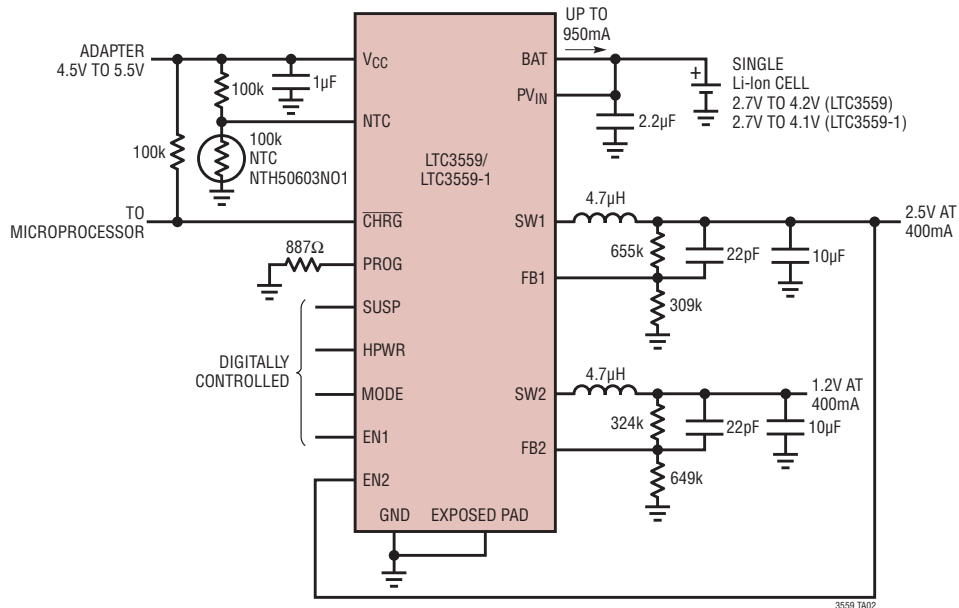 UP TO
950mA
ADAPTER
4.5V TO 5.5V
VCC
BAT
SINGLE
Li-Ion CELL
2.7V TO 4.2V (LTC3559)
2.7V TO 4.1V (LTC3559-1)
+
100k
1µF
PVIN
2.2µF
NTC
100k
NTC
NTH50603NO1
100k
LTC3559/
LTC3559-1
TO
MICROPROCESSOR
CHRG
4.7µH
SW1
2.5V AT
400mA
655k
22pF
10µF
887Ω
PROG
FB1
309k
SUSP
HPWR
DIGITALLY
CONTROLLED
MODE
EN1
EN2
4.7µH
SW2
1.2V AT
400mA
324k
22pF
10µF
FB2
649k
GND
EXPOSED PAD
3559 TA02